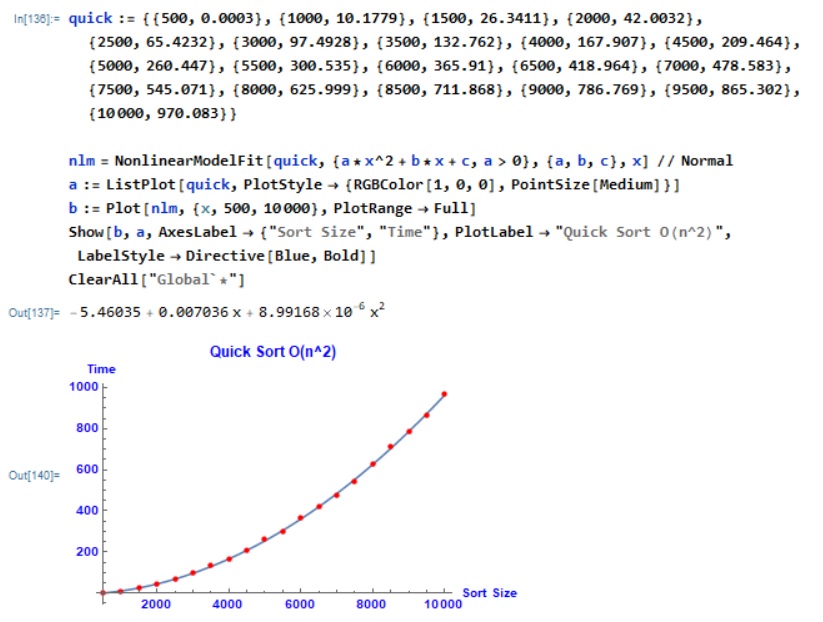 In[136]:= quick := {{500, 0.0003}, {1000, 10.1779}, {1500, 26.3411}, {2000, 42.0032},
{2500, 65.4232}, {3000, 97.4928}, {3500, 132.762}, {4000, 167.907}, {4500, 209.464},
{5000, 260.447}, {5500, 300.535}, {6000, 365.91}, {6500, 418.964}, {7000, 478.583},
{7500, 545.071}, {8000, 625.999}, {8500, 711.868}, {9000, 786.769}, {9500, 865.302},
{10000, 970.083}}
nlm = NonlinearModelFit[quick, {a*x^2 + b*x + c, a > 0}, {a, b, c}, x] // Normal
a := ListPlot[quick, PlotStyle → {RGBColor[1, 0, 0], PointSize[Medium]}]
b := Plot[nlm, {x, 500, 10000}, PlotRange → Full]
Show[b, a, AxesLabel → {"Sort Size", "Time"}, PlotLabel → "Quick Sort O(n^2)",
LabelStyle → Directive[Blue, Bold]]
ClearAll["Global`*"]
Out[137]= -5.46035 + 0.007036 x + 8.99168 × 10⁻⁶ x²
Quick Sort O(n^2)
Time
1000
800
Out[140]= 600
400
200
2000 4000 6000 8000 10000 Sort Size